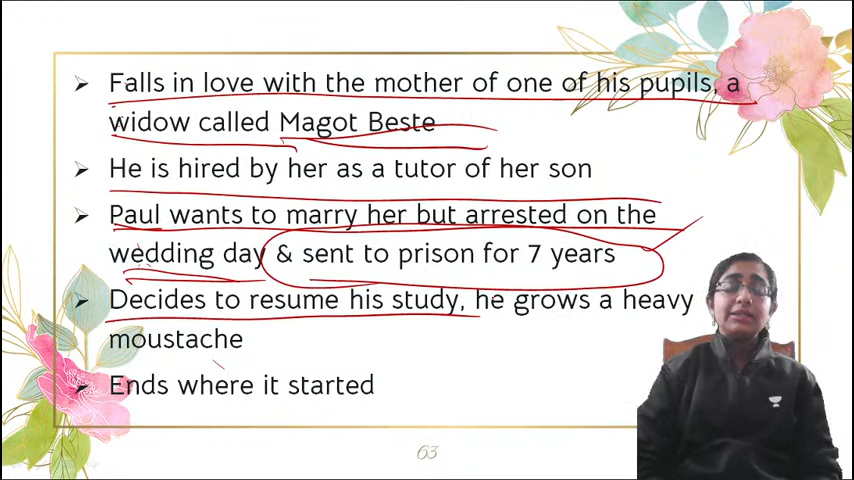 ➢ Falls in love with the mother of one of his pupils, a
widow called Magot Beste
➢ He is hired by her as a tutor of her son
➢ Paul wants to marry her but arrested on the
wedding day & sent to prison for 7 years
➢ Decides to resume his study, he grows a heavy
moustache
➢ Ends where it started
63